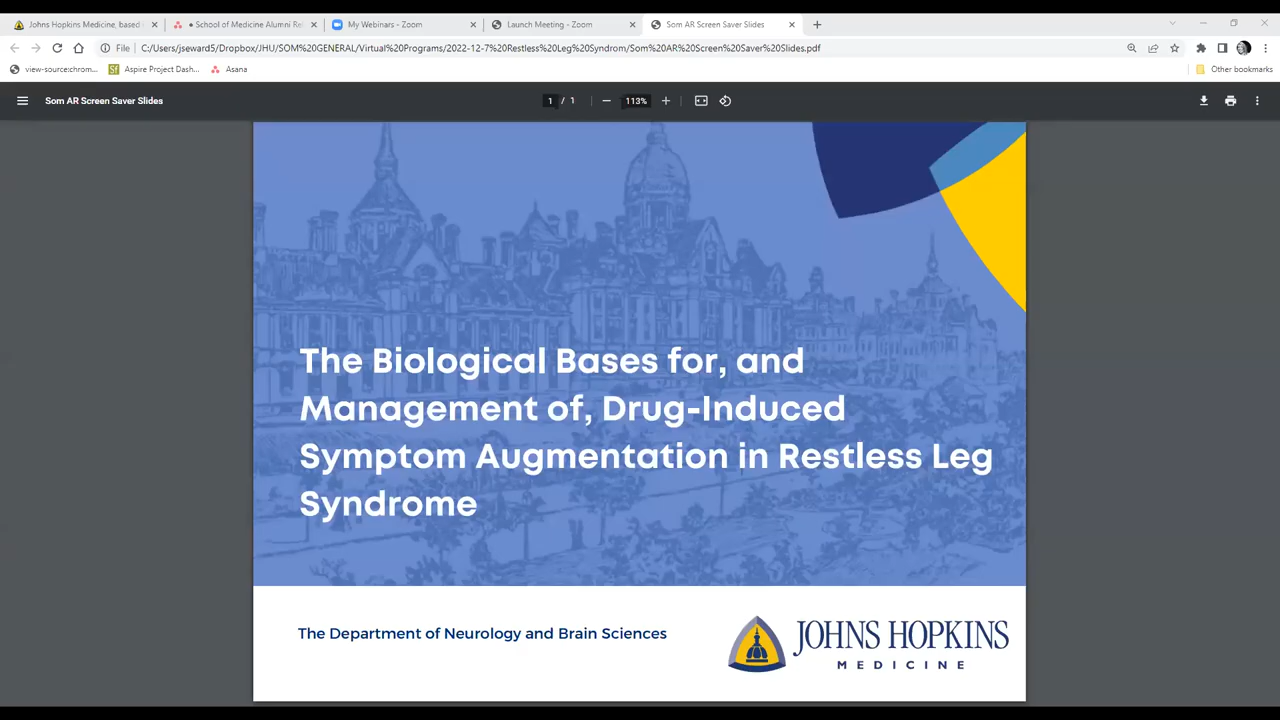 Johns Hopkins Medicine, based
School of Medicine Alumni Rel
My Webinars - Zoom
Launch Meeting - Zoom
Som AR Screen Saver Slides
File
C:/Users/jseward5/Dropbox/JHU/SOM%20GENERAL/Virtual%20Programs/2022-12-7%20Restless%20Leg%20Syndrom/Som%20AR%20Screen%20Saver%20Slides.pdf
view-source:chrom...
Aspire Project Dash...
Asana
Other bookmarks
Som AR Screen Saver Slides
1 / 1
113%
The Biological Bases for, and
Management of, Drug-Induced
Symptom Augmentation in Restless Leg
Syndrome
The Department of Neurology and Brain Sciences
JOHNS HOPKINS
MEDICINE